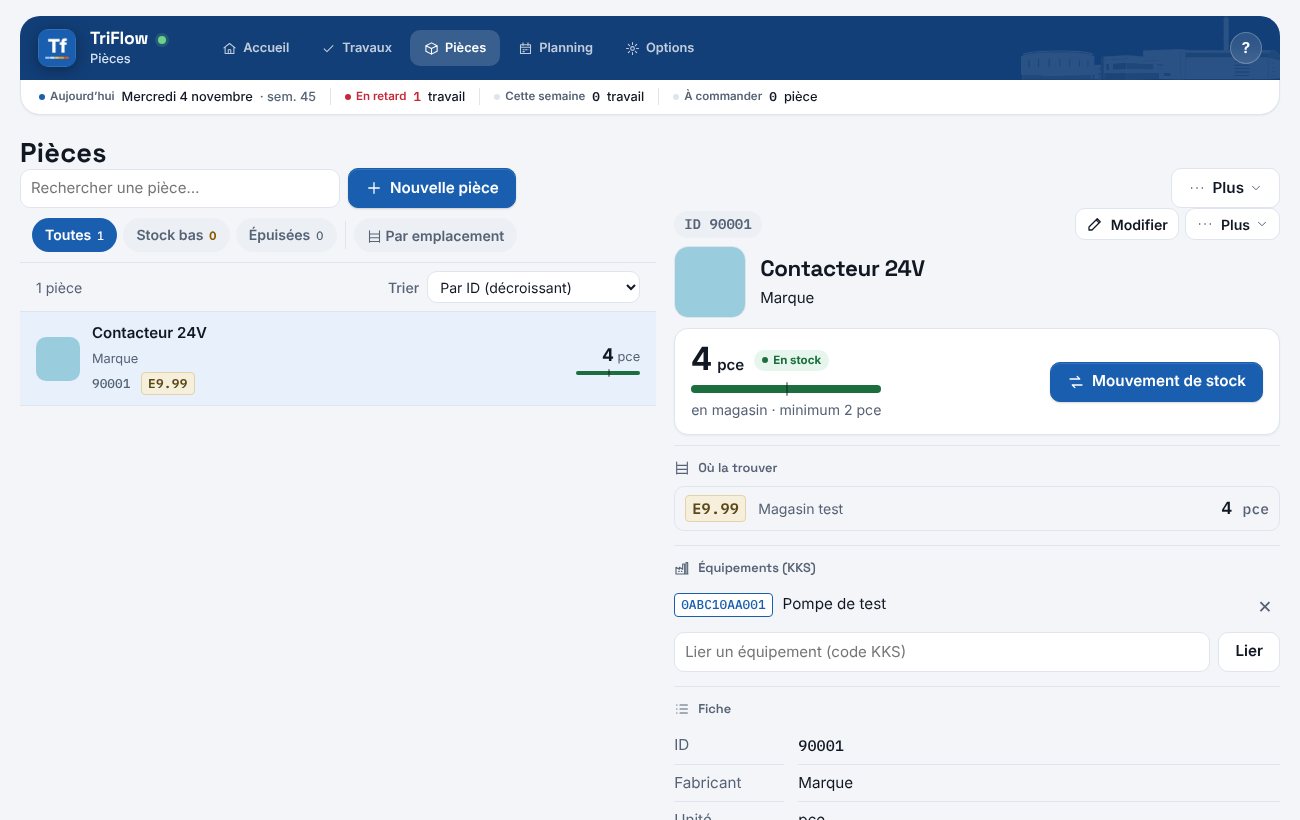 Tf
TriFlow
Pièces
Accueil
Travaux
Pièces
Planning
Options
?
Aujourd'hui Mercredi 4 novembre · sem. 45
En retard 1 travail
Cette semaine 0 travail
À commander 0 pièce
Pièces
Rechercher une pièce...
Nouvelle pièce
··· Plus
Toutes 1
Stock bas 0
Épuisées 0
Par emplacement
1 pièce
Trier
Par ID (décroissant)
Contacteur 24V
Marque
90001 E9.99
4 pce
ID 90001
Modifier
··· Plus
Contacteur 24V
Marque
4 pce En stock
en magasin · minimum 2 pce
Mouvement de stock
Où la trouver
E9.99 Magasin test 4 pce
Équipements (KKS)
0ABC10AA001 Pompe de test
Lier un équipement (code KKS)
Lier
Fiche
ID 90001
Fabricant Marque
Unité pce